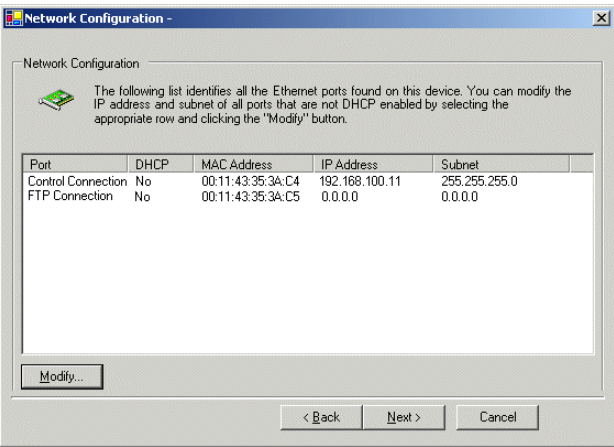 Network Configuration -
Network Configuration
The following list identifies all the Ethernet ports found on this device. You can modify the
IP address and subnet of all ports that are not DHCP enabled by selecting the
appropriate row and clicking the "Modify" button.
Port DHCP MAC Address IP Address Subnet
Control Connection No 00:11:43:35:3A:C4 192.168.100.11 255.255.255.0
FTP Connection No 00:11:43:35:3A:C5 0.0.0.0 0.0.0.0
Modify...
< Back Next > Cancel